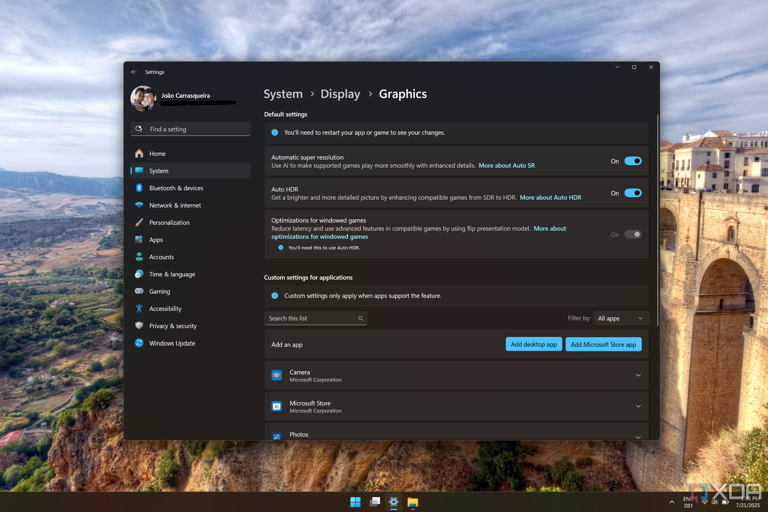 Settings
João Carrasqueira
Find a setting
Home
System
Bluetooth & devices
Network & internet
Personalization
Apps
Accounts
Time & language
Gaming
Accessibility
Privacy & security
Windows Update
System > Display > Graphics
Default settings
You'll need to restart your app or game to see your changes.
Automatic super resolution
On
Use AI to make supported games play more smoothly with enhanced details. More about Auto SR
Auto HDR
On
Get a brighter and more detailed picture by enhancing compatible games from SDR to HDR. More about Auto HDR
Optimizations for windowed games
Reduce latency and use advanced features in compatible games by using flip presentation model. More about
optimizations for windowed games
On
You'll need this to use Auto HDR.
Custom settings for applications
Custom settings only apply when apps support the feature.
Search this list
Filter by: All apps
Add an app
Add desktop app
Add Microsoft Store app
Camera
Microsoft Corporation
Microsoft Store
Microsoft Corporation
Photos
ENG
7/21/2025
XDA